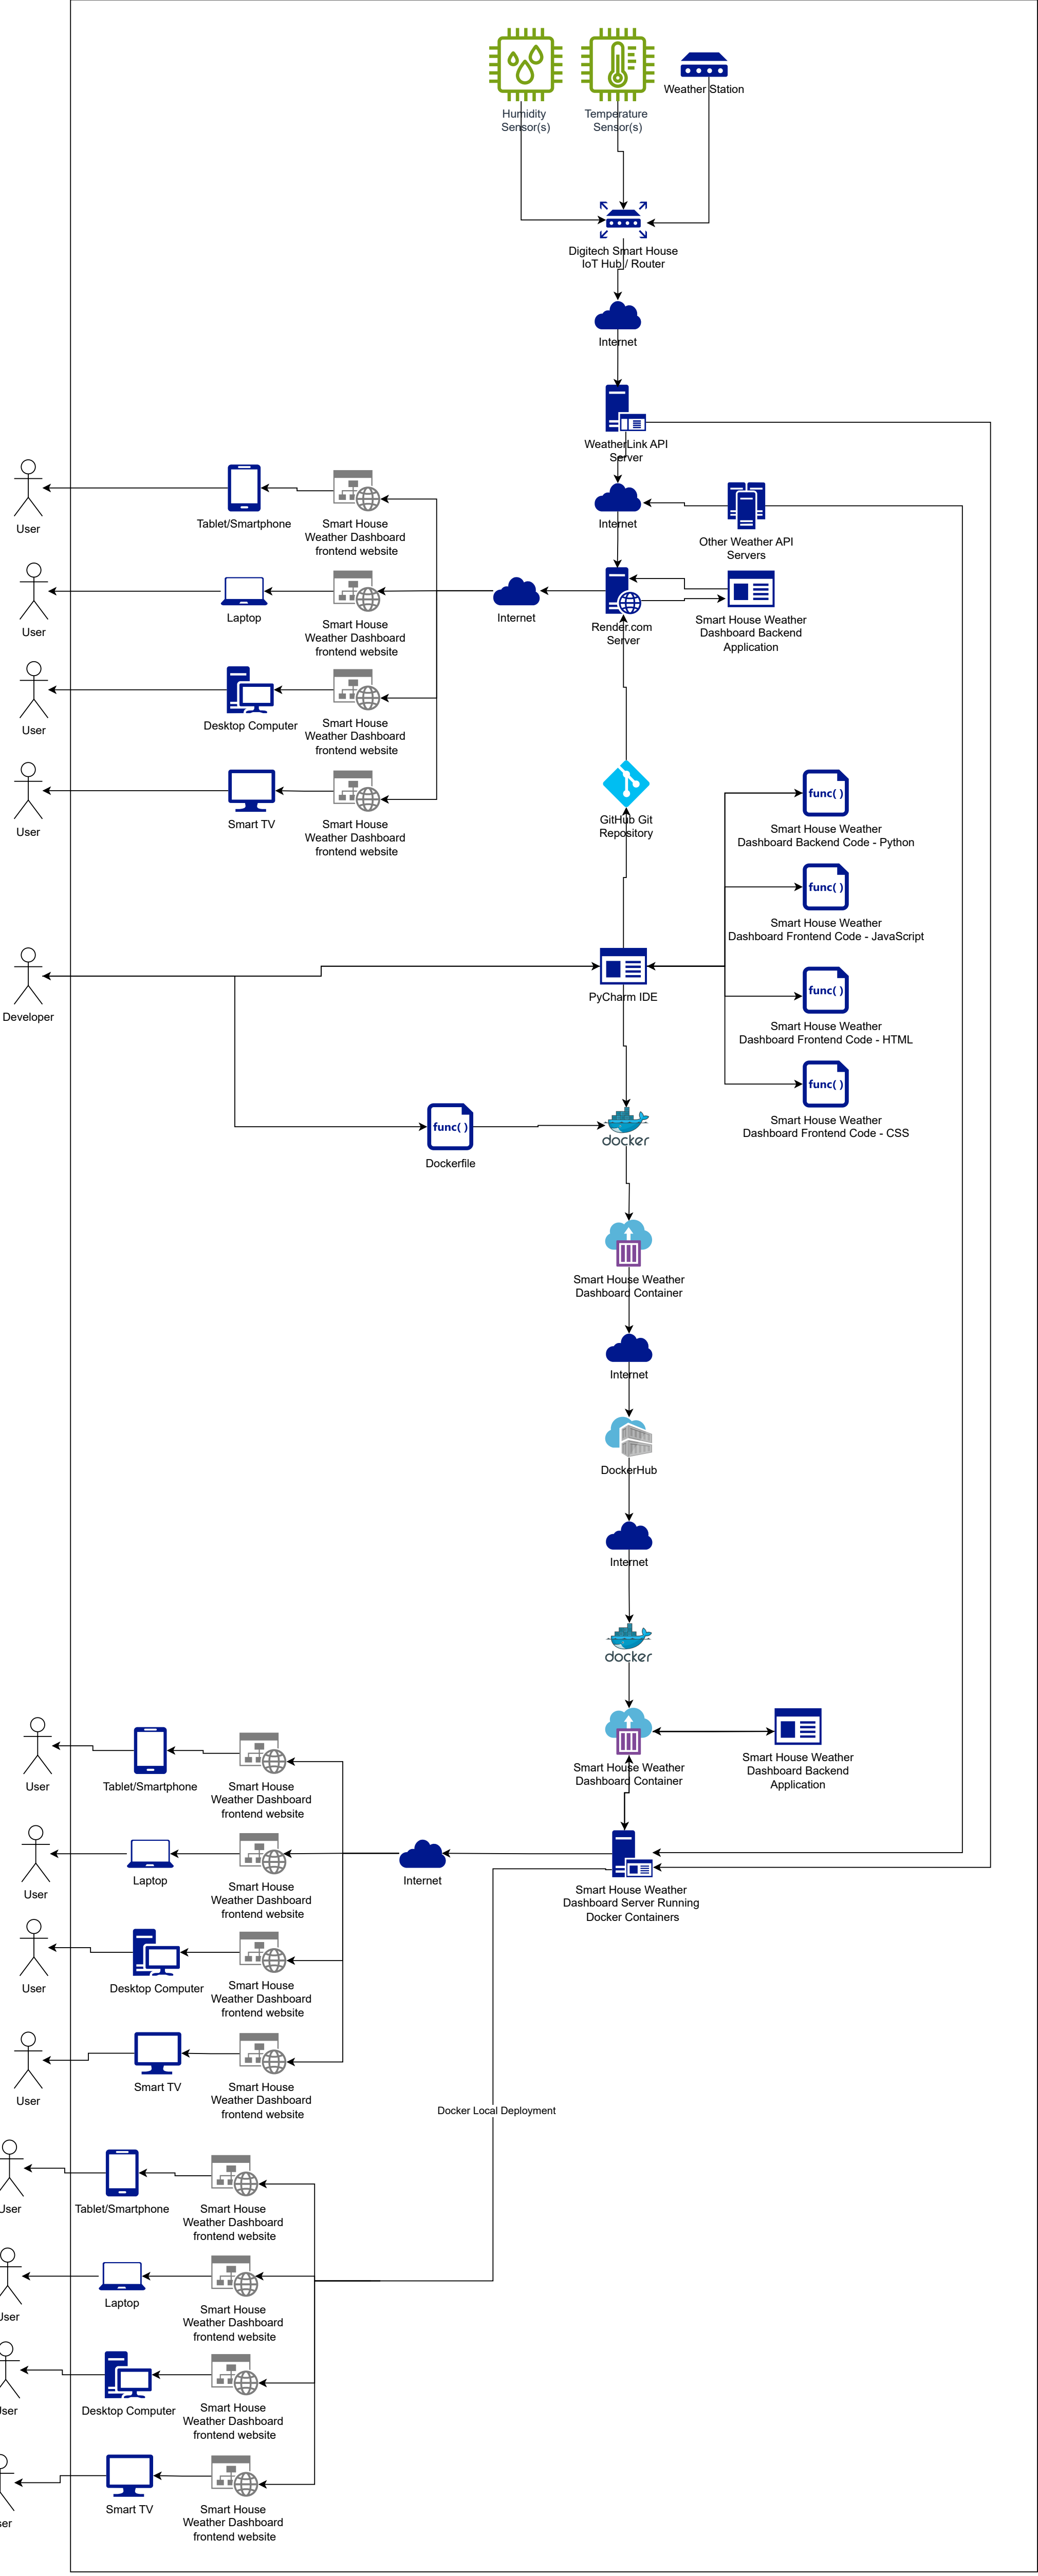 Humidity
Sensor(s)
Temperature
Sensor(s)
Weather Station
Digitech Smart House
IoT Hub / Router
Internet
WeatherLink API
Server
Internet
Other Weather API
Servers
User
Tablet/Smartphone
Smart House
Weather Dashboard
frontend website
User
Laptop
Smart House
Weather Dashboard
frontend website
Internet
Render.com
Server
Smart House Weather
Dashboard Backend
Application
User
Desktop Computer
Smart House
Weather Dashboard
frontend website
User
Smart TV
Smart House
Weather Dashboard
frontend website
GitHub Git
Repository
func( )
Smart House Weather
Dashboard Backend Code - Python
func( )
Smart House Weather
Dashboard Frontend Code - JavaScript
Developer
PyCharm IDE
func( )
Smart House Weather
Dashboard Frontend Code - HTML
func( )
Smart House Weather
Dashboard Frontend Code - CSS
func( )
Dockerfile
docker
Smart House Weather
Dashboard Container
Internet
DockerHub
Internet
docker
Smart House Weather
Dashboard Container
Smart House Weather
Dashboard Backend
Application
User
Tablet/Smartphone
Smart House
Weather Dashboard
frontend website
User
Laptop
Smart House
Weather Dashboard
frontend website
Internet
Smart House Weather
Dashboard Server Running
Docker Containers
User
Desktop Computer
Smart House
Weather Dashboard
frontend website
User
Smart TV
Smart House
Weather Dashboard
frontend website
Docker Local Deployment
User
Tablet/Smartphone
Smart House
Weather Dashboard
frontend website
User
Laptop
Smart House
Weather Dashboard
frontend website
User
Desktop Computer
Smart House
Weather Dashboard
frontend website
ser
Smart TV
Smart House
Weather Dashboard
frontend website